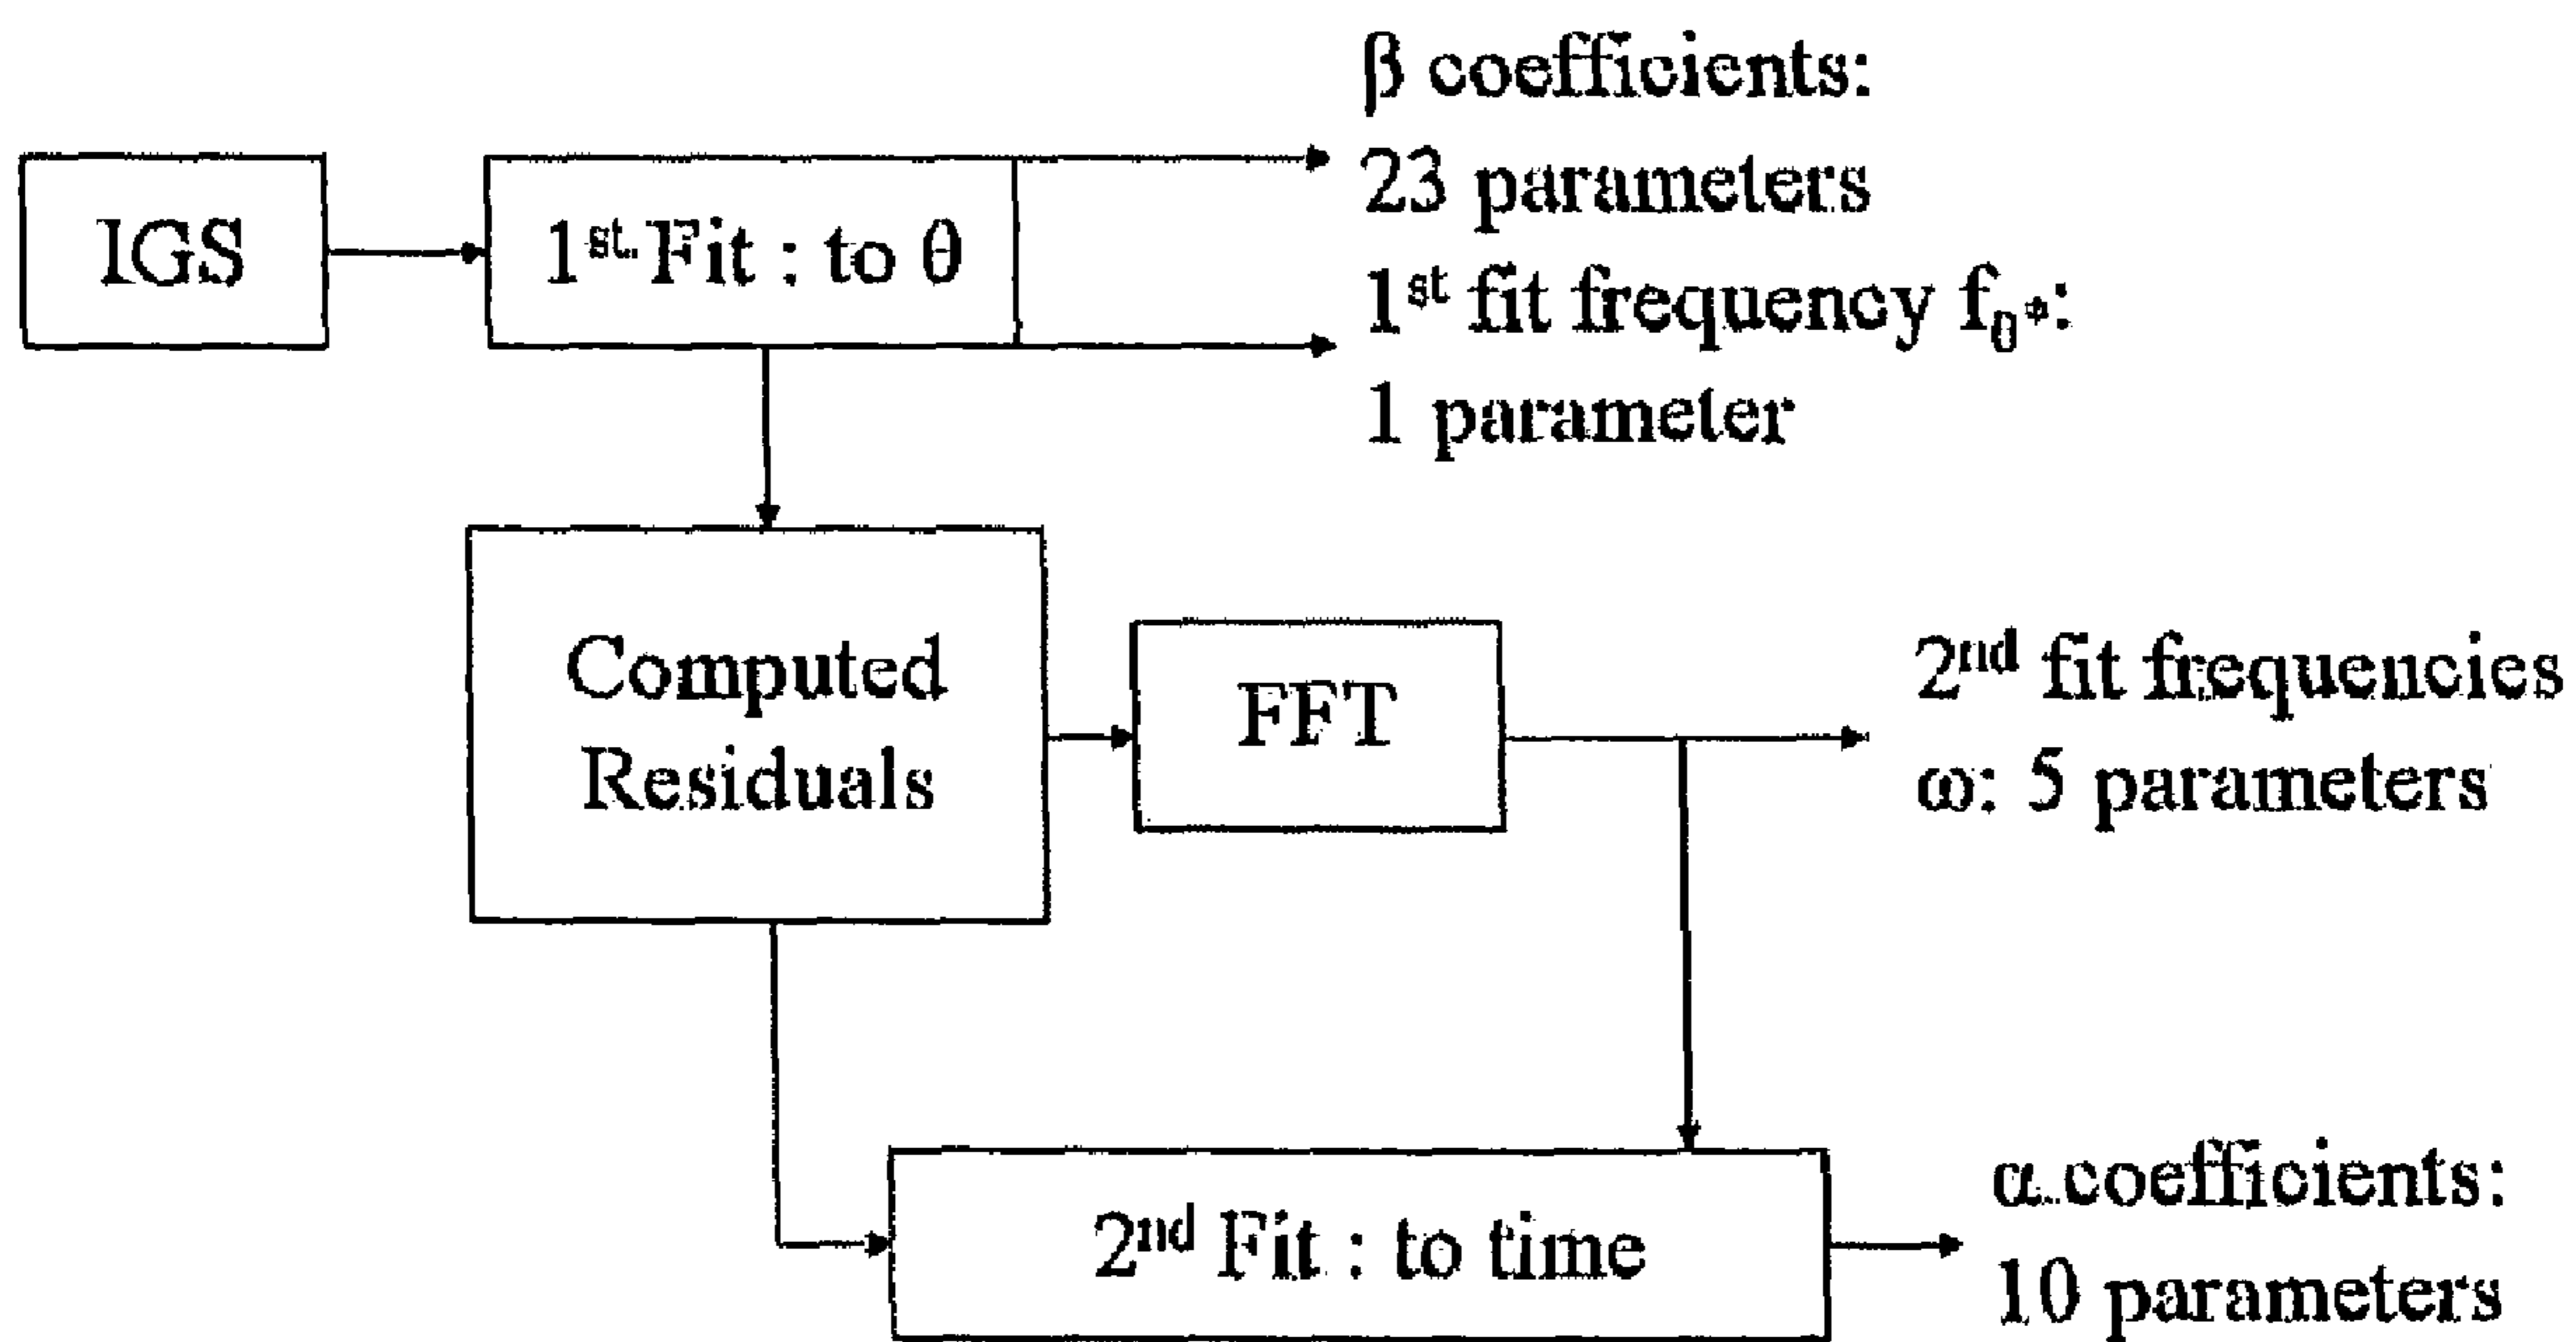 β coefficients:
23 parameters
IGS
1st. Fit : to θ
1st fit frequency fθ*:
1 parameter
Computed
Residuals
FFT
2nd fit frequencies
ω: 5 parameters
α coefficients:
10 parameters
2nd Fit : to time